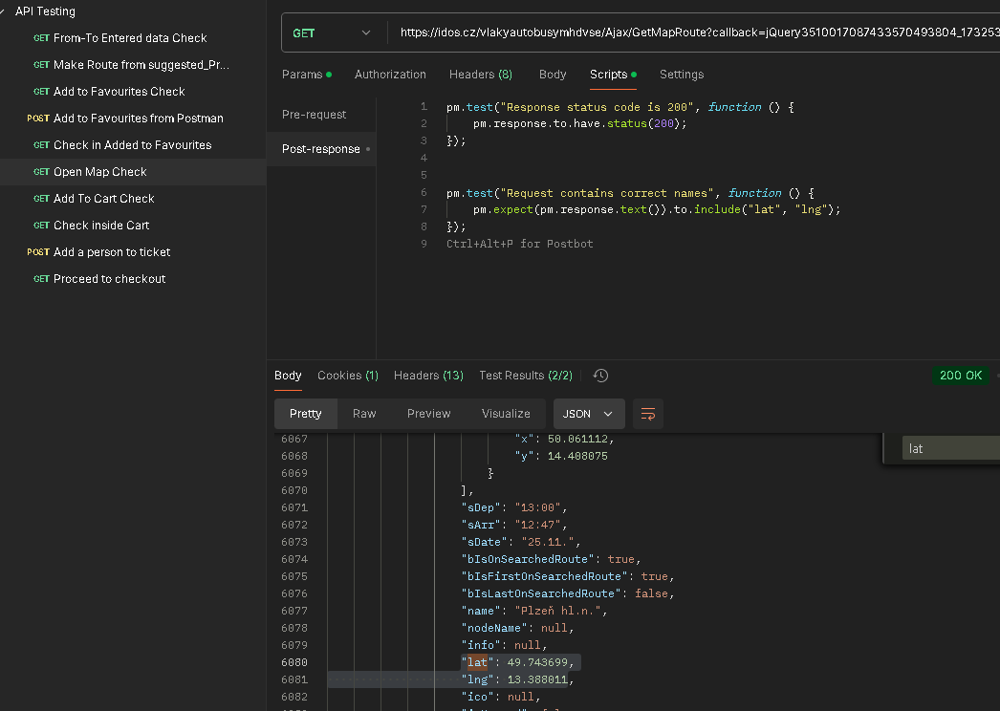 API Testing
GET From-To Entered data Check
GET Make Route from suggested_Pr...
GET Add to Favourites Check
POST Add to Favourites from Postman
GET Check in Added to Favourites
GET Open Map Check
GET Add To Cart Check
GET Check inside Cart
POST Add a person to ticket
GET Proceed to checkout
GET https://idos.cz/vlakyautobusymhdvse/Ajax/GetMapRoute?callback=jQuery3510017087433570493804_173253
Params Authorization Headers (8) Body Scripts Settings
Pre-request
Post-response
1 pm.test("Response status code is 200", function () {
2 pm.response.to.have.status(200);
3 });
4
5
6 pm.test("Request contains correct names", function () {
7 pm.expect(pm.response.text()).to.include("lat", "lng");
8 });
9 Ctrl+Alt+P for Postbot
Body Cookies (1) Headers (13) Test Results (2/2) 200 OK
Pretty Raw Preview Visualize JSON
lat
6067 "x": 50.061112,
6068 "y": 14.408075
6069 }
6070 ],
6071 "sDep": "13:00",
6072 "sArr": "12:47",
6073 "sDate": "25.11.",
6074 "bIsOnSearchedRoute": true,
6075 "bIsFirstOnSearchedRoute": true,
6076 "bIsLastOnSearchedRoute": false,
6077 "name": "Plzeň hl.n.",
6078 "nodeName": null,
6079 "info": null,
6080 "lat": 49.743699,
6081 "lng": 13.388011,
6082 "ico": null,